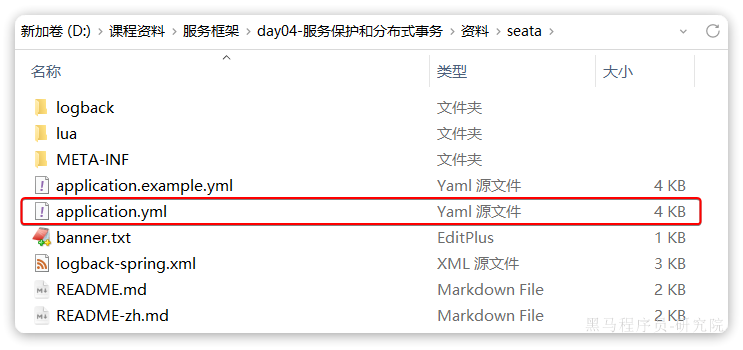 新加卷 (D:) > 课程资料 > 服务框架 > day04-服务保护和分布式事务 > 资料 > seata >
名称 类型 大小
logback 文件夹
lua 文件夹
META-INF 文件夹
application.example.yml Yaml 源文件 4 KB
application.yml Yaml 源文件 4 KB
banner.txt EditPlus 1 KB
logback-spring.xml XML 源文件 3 KB
README.md Markdown File 2 KB
README-zh.md Markdown File 2 KB
黑马程序员-研究院